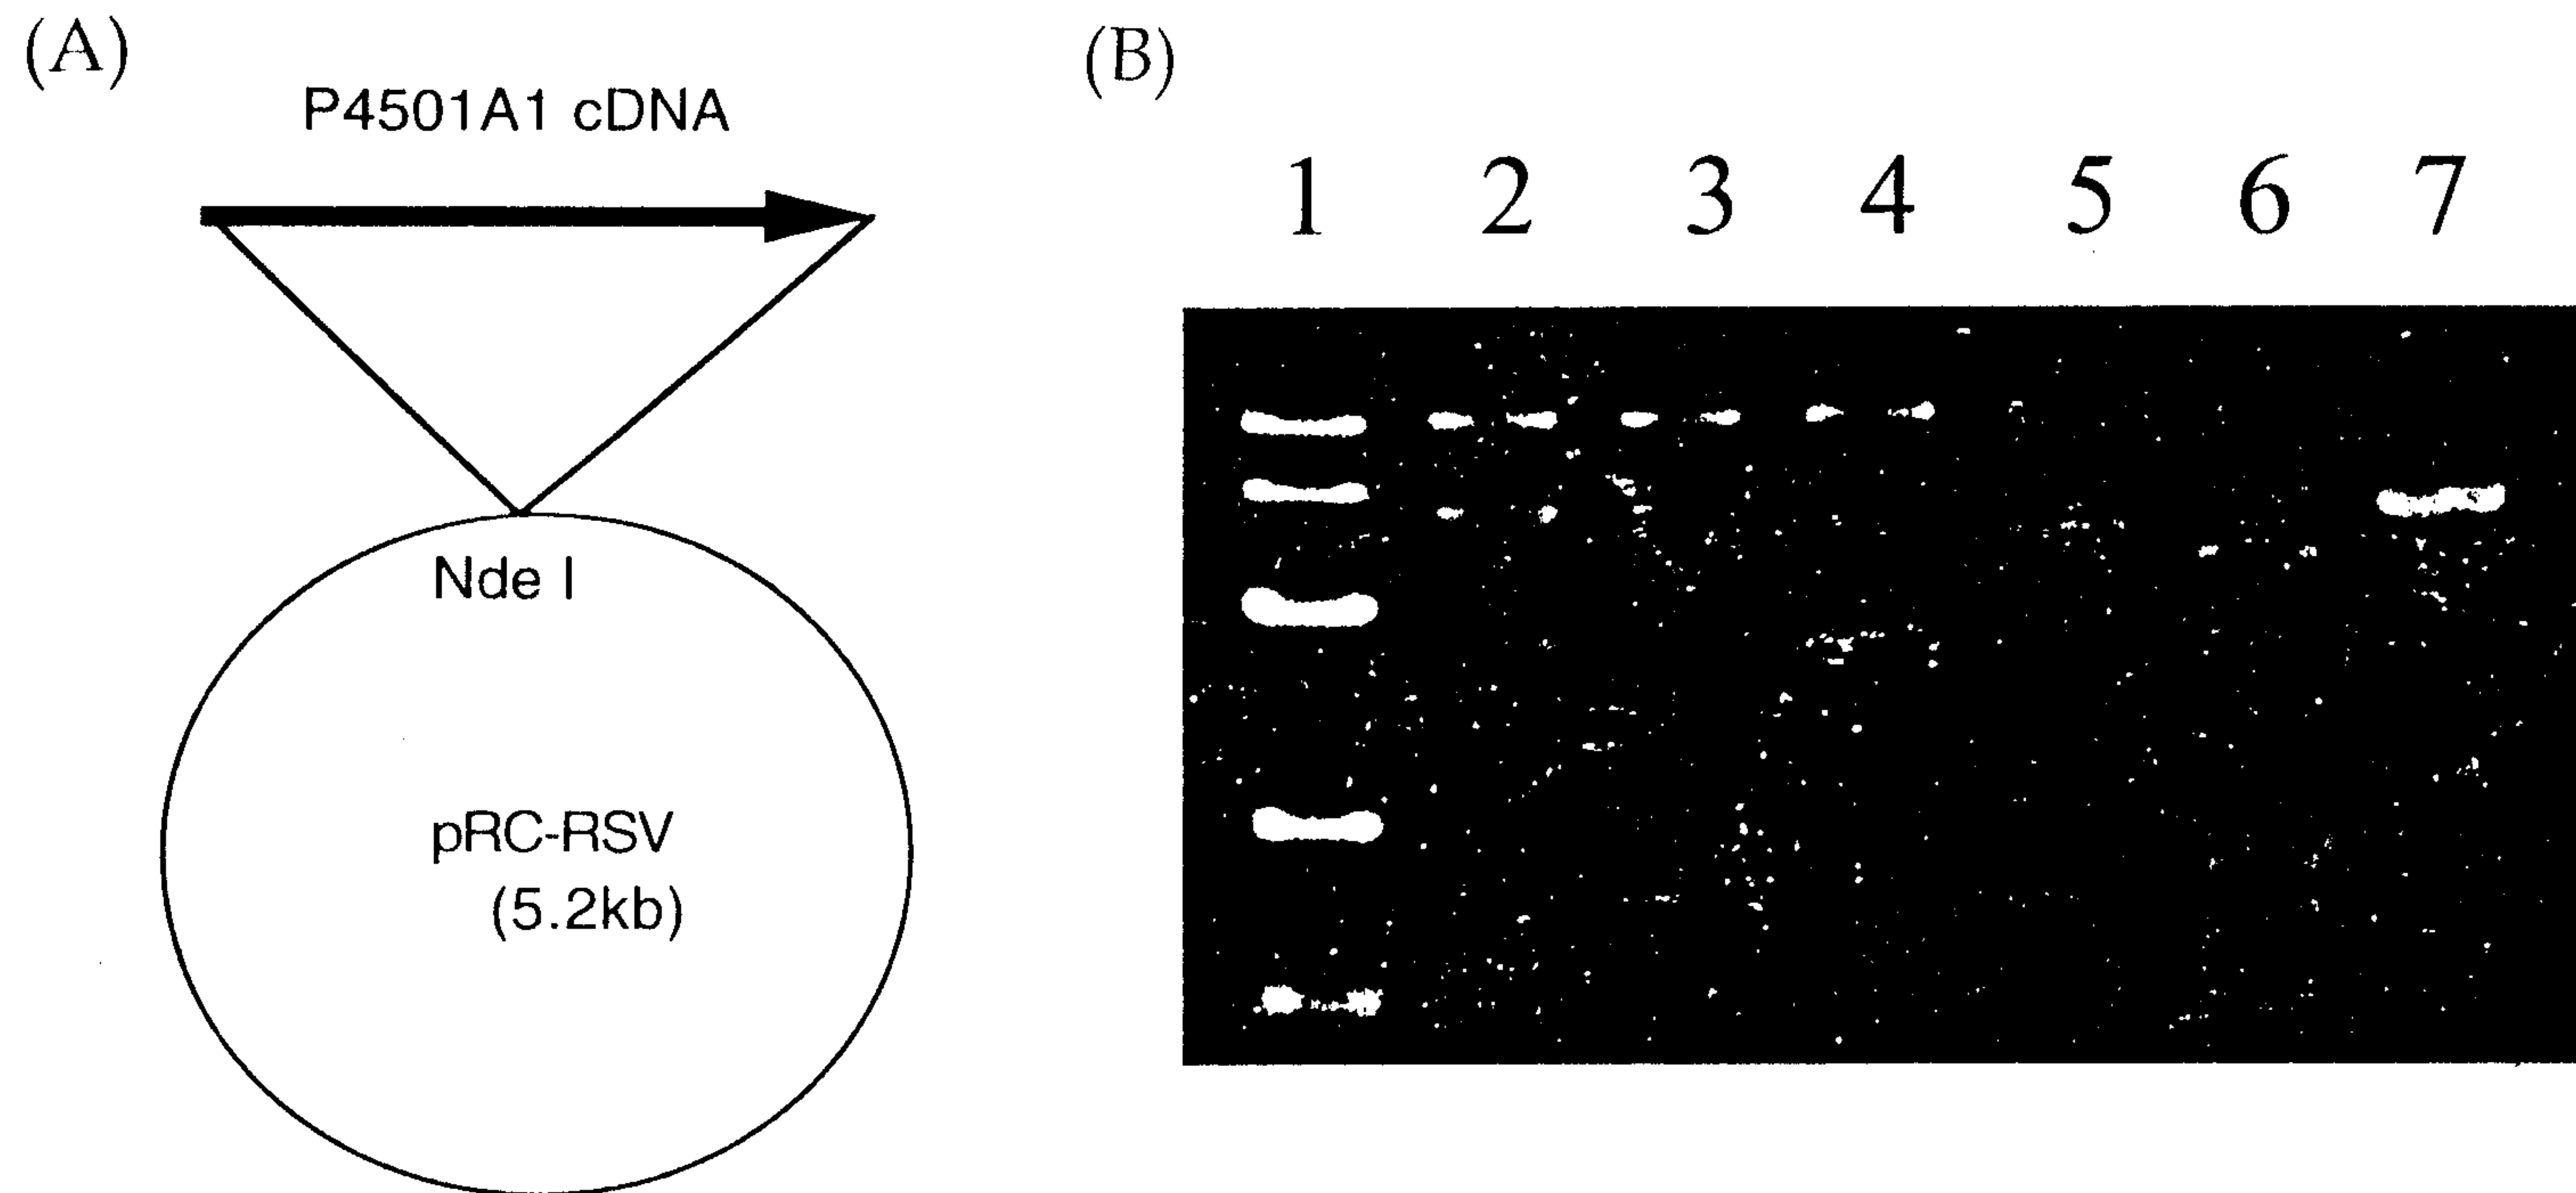 (A)
P4501A1 cDNA
Nde I
pRC-RSV
(5.2kb)
(B)
1 2 3 4 5 6 7